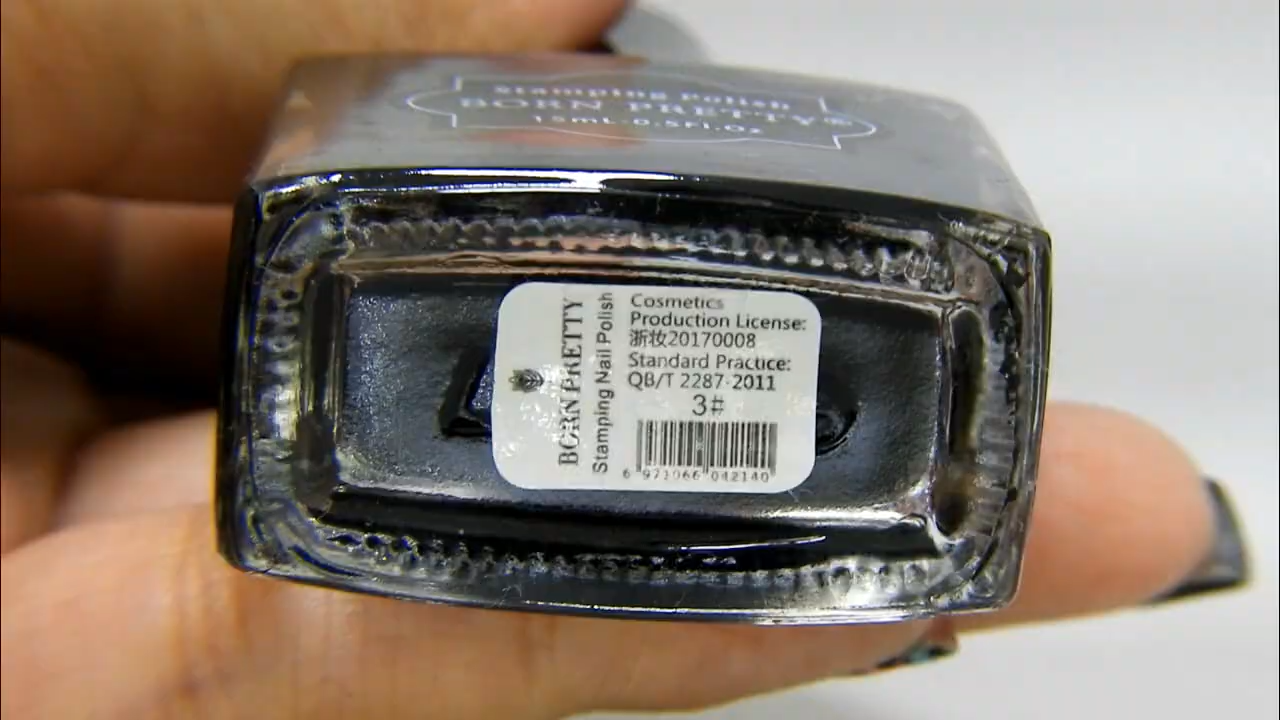 Stamping Polish
BORN PRETTY®
15mL-0.5Fl.Oz
BORN PRETTY
Stamping Nail Polish
Cosmetics
Production License:
浙妆20170008
Standard Practice:
QB/T 2287-2011
3#
6 971066 042140